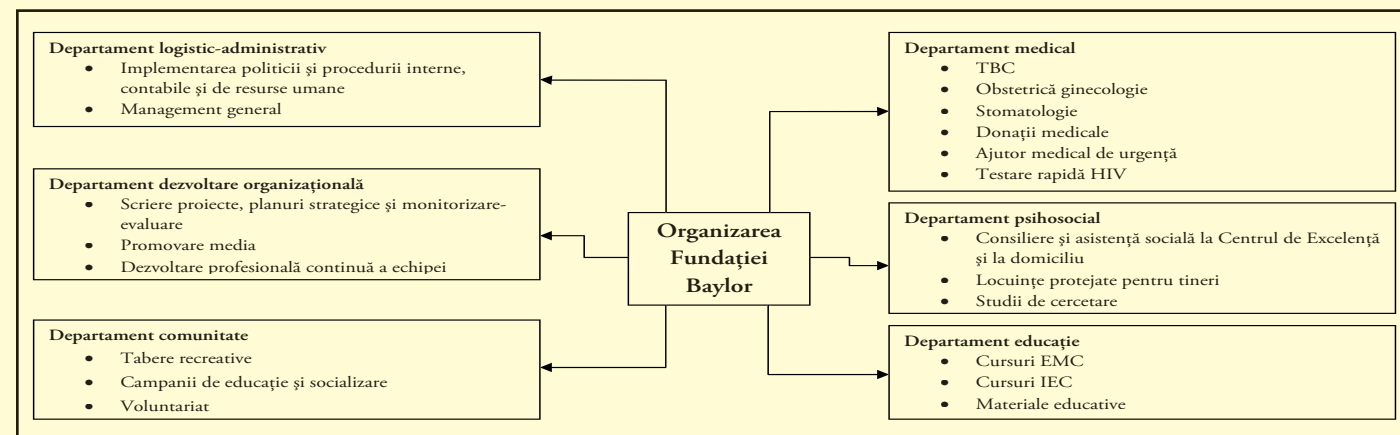 Departament logistic-administrativ
• Implementarea politicii şi procedurii interne,
contabile şi de resurse umane
• Management general
Departament dezvoltare organizaţională
• Scriere proiecte, planuri strategice şi monitorizare-
evaluare
• Promovare media
• Dezvoltare profesională continuă a echipei
Departament comunitate
• Tabere recreative
• Campanii de educaţie şi socializare
• Voluntariat
Organizarea
Fundaţiei
Baylor
Departament medical
• TBC
• Obstetrică ginecologie
• Stomatologie
• Donaţii medicale
• Ajutor medical de urgenţă
• Testare rapidă HIV
Departament psihosocial
• Consiliere şi asistenţă socială la Centrul de Excelenţă
şi la domiciliu
• Locuinţe protejate pentru tineri
• Studii de cercetare
Departament educaţie
• Cursuri EMC
• Cursuri IEC
• Materiale educative